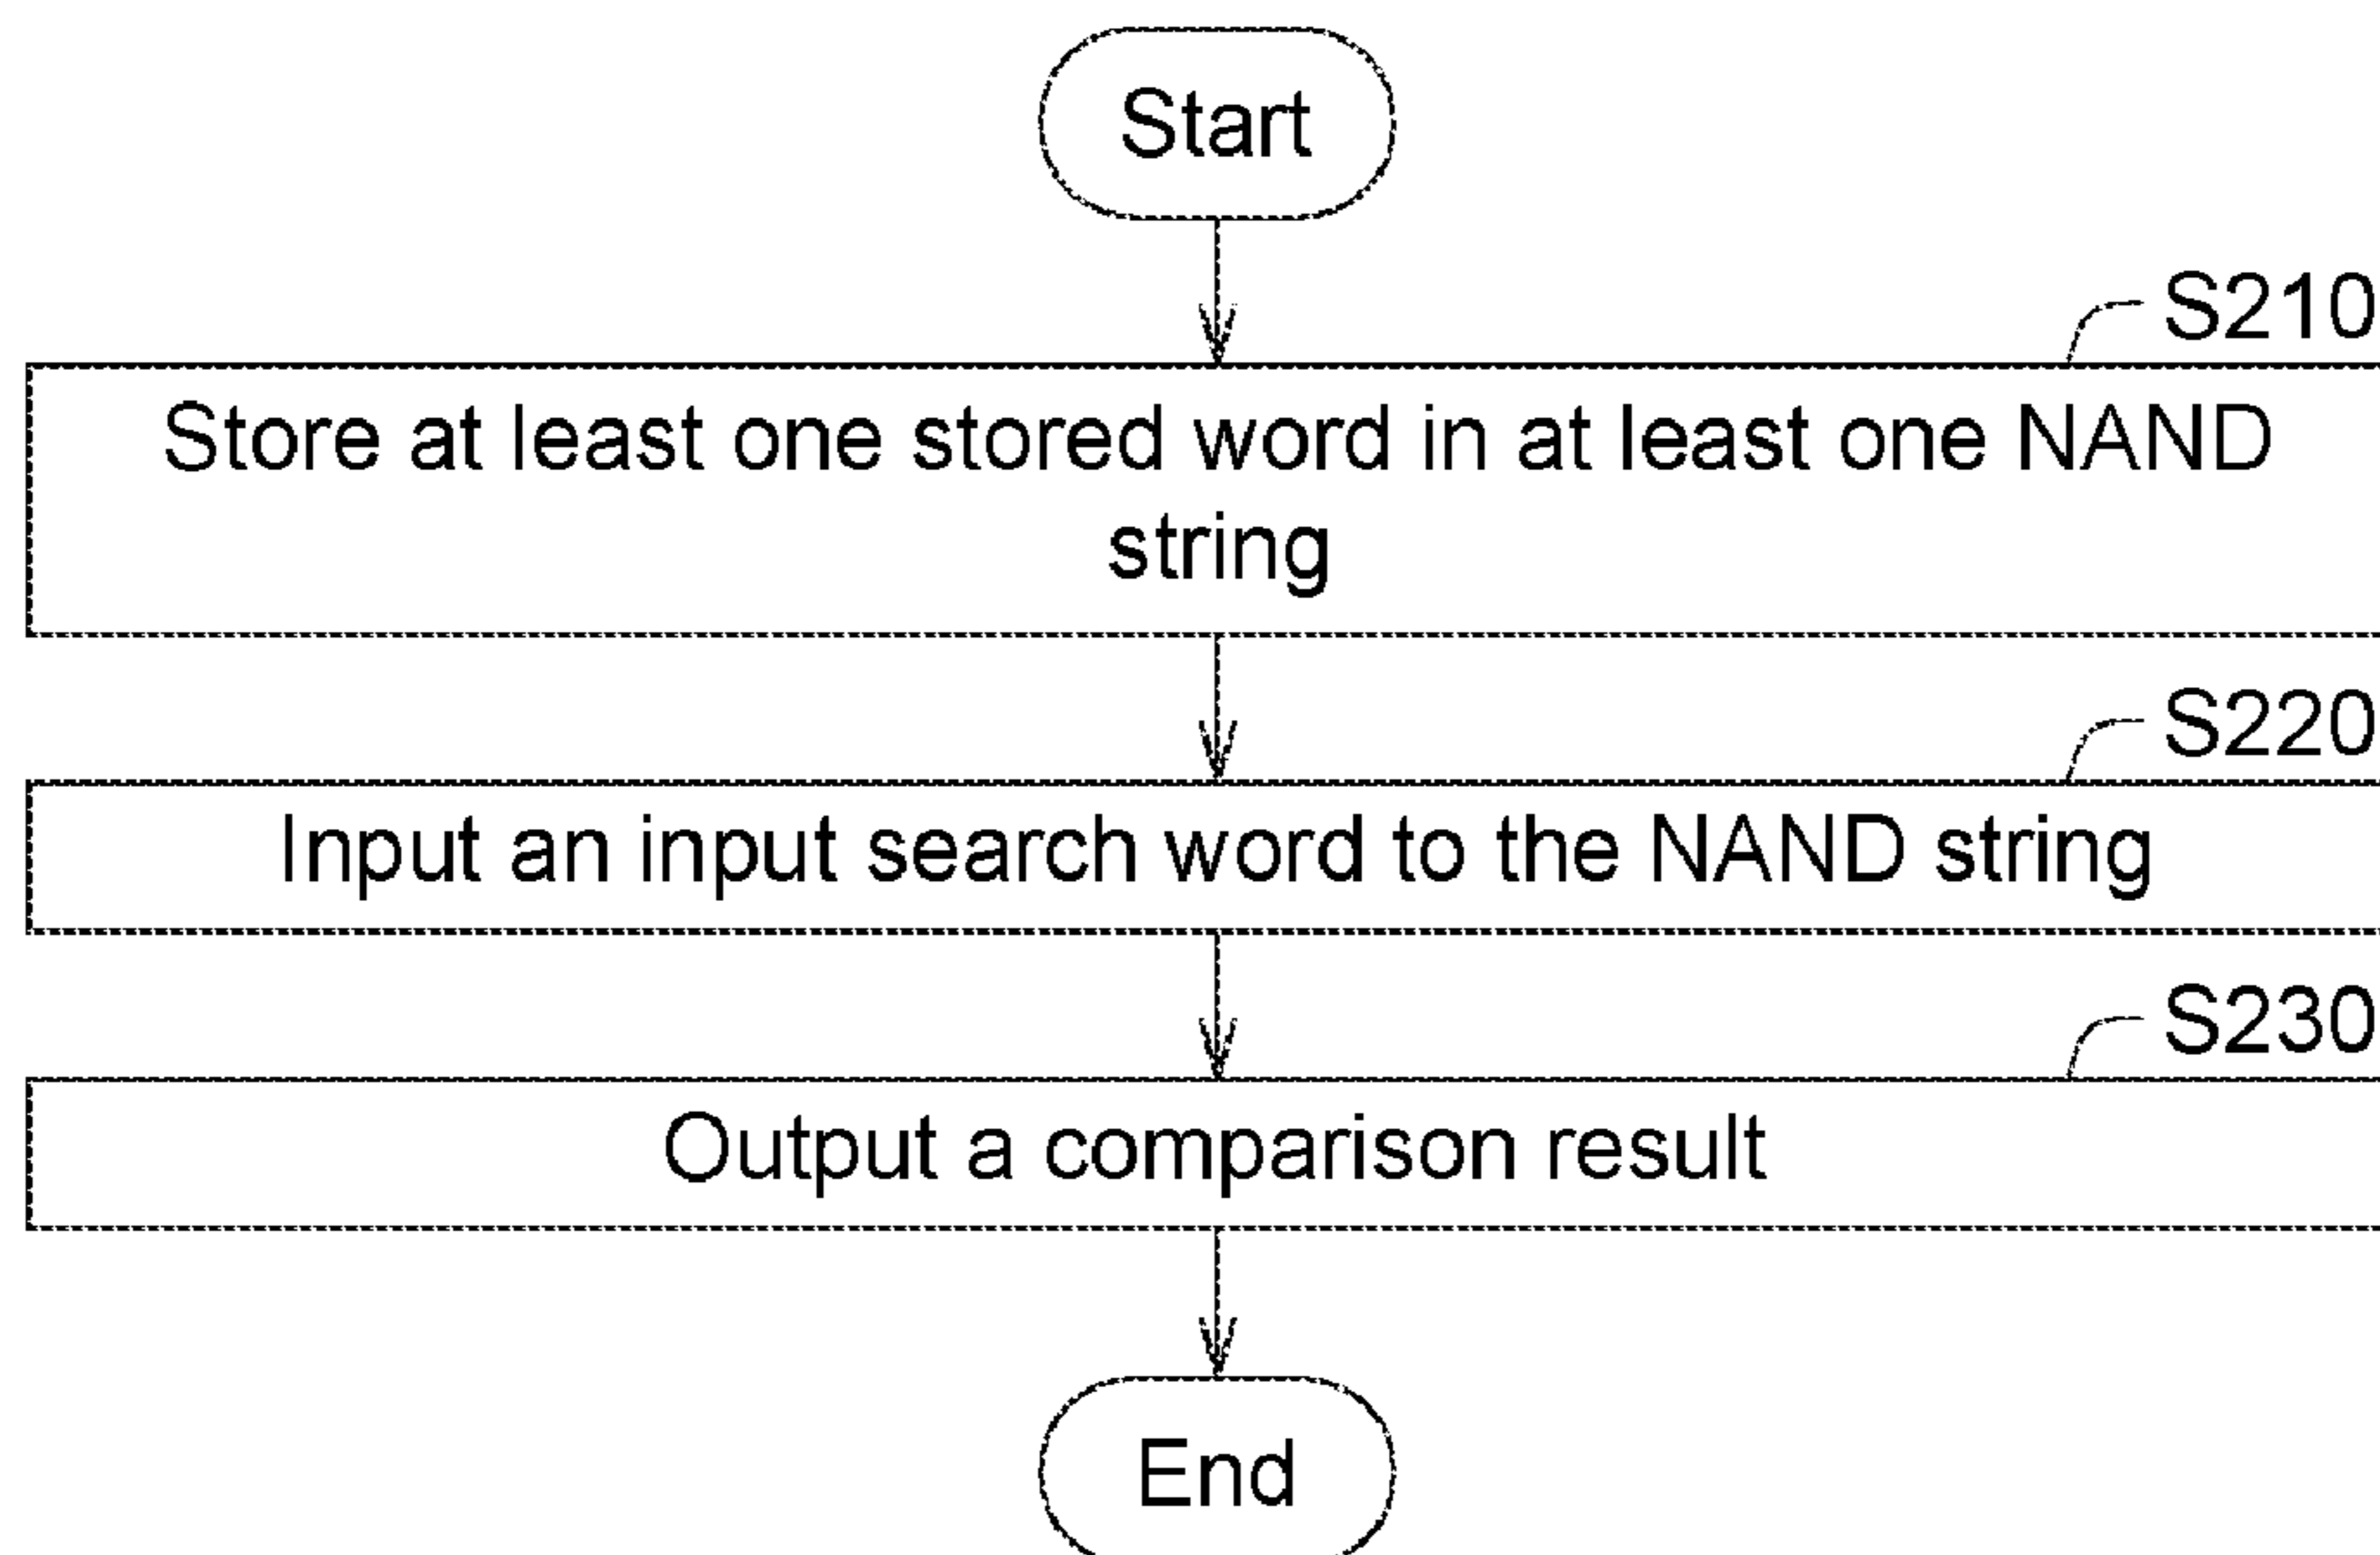 Start
S210
Store at least one stored word in at least one NAND
string
S220
Input an input search word to the NAND string
S230
Output a comparison result
End